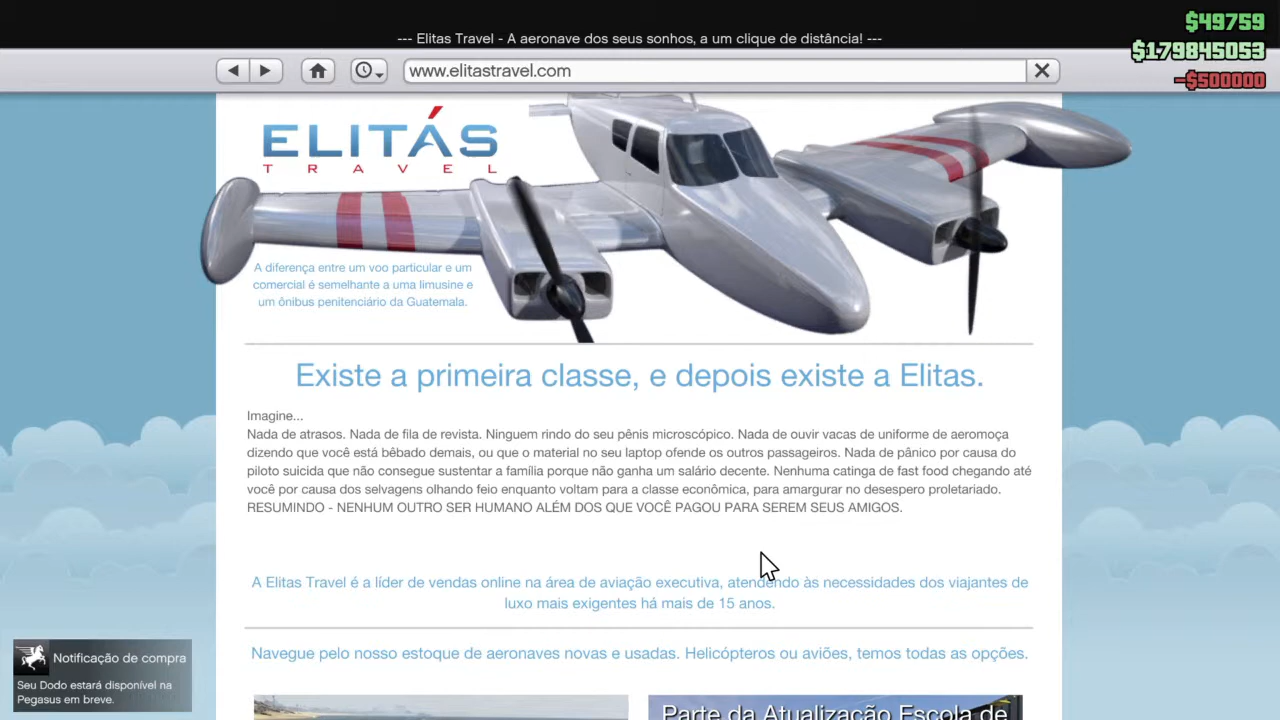 $49759
--- Elitas Travel - A aeronave dos seus sonhos, a um clique de distância! ---
$179845053
www.elitastravel.com
-$500000
ELITÁS
TRAVEL
A diferença entre um voo particular e um
comercial é semelhante a uma limusine e
um ônibus penitenciário da Guatemala.
Existe a primeira classe, e depois existe a Elitas.
Imagine...
Nada de atrasos. Nada de fila de revista. Ninguem rindo do seu pênis microscópico. Nada de ouvir vacas de uniforme de aeromoça
dizendo que você está bêbado demais, ou que o material no seu laptop ofende os outros passageiros. Nada de pânico por causa do
piloto suicida que não consegue sustentar a família porque não ganha um salário decente. Nenhuma catinga de fast food chegando até
você por causa dos selvagens olhando feio enquanto voltam para a classe econômica, para amargurar no desespero proletariado.
RESUMINDO - NENHUM OUTRO SER HUMANO ALÉM DOS QUE VOCÊ PAGOU PARA SEREM SEUS AMIGOS.
A Elitas Travel é a líder de vendas online na área de aviação executiva, atendendo às necessidades dos viajantes de
luxo mais exigentes há mais de 15 anos.
Navegue pelo nosso estoque de aeronaves novas e usadas. Helicópteros ou aviões, temos todas as opções.
Notificação de compra
Seu Dodo estará disponível na
Pegasus em breve.
Parte da Atualização Escola de